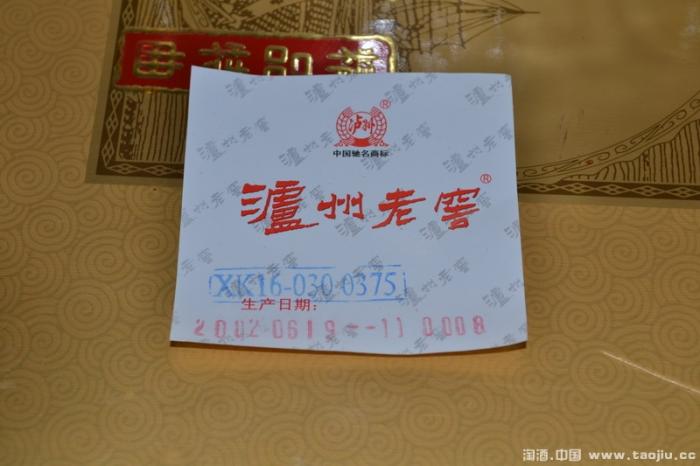 泸州®
中国驰名商标
泸州老窖®
XK16-030 0375
生产日期:
2002 0619--11 0008
淘酒.中国 www.taojiu.cc